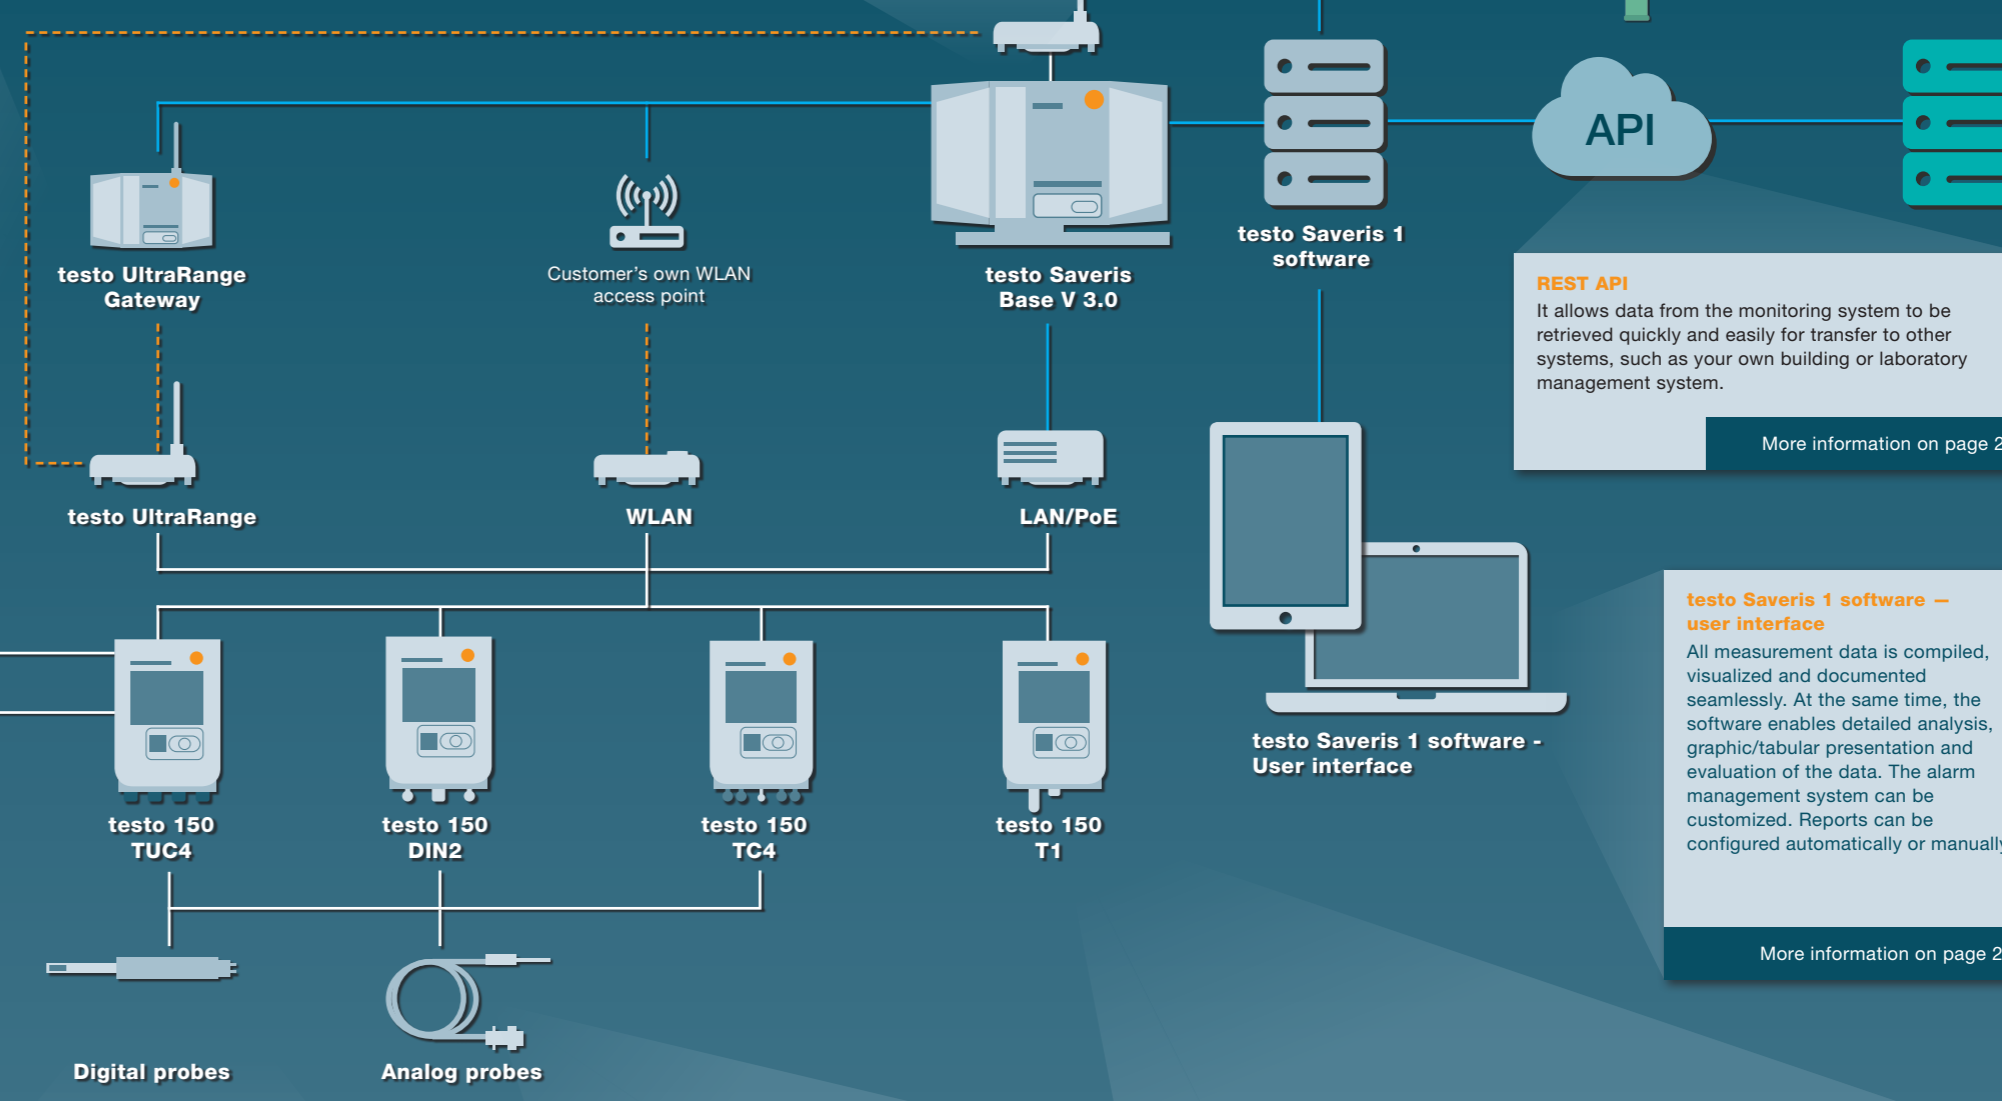 API
testo Saveris 1
software
testo UltraRange
Gateway
Customer's own WLAN
access point
testo Saveris
Base V 3.0
REST API
It allows data from the monitoring system to be
retrieved quickly and easily for transfer to other
systems, such as your own building or laboratory
management system.
More information on page 2
testo UltraRange
WLAN
LAN/PoE
testo Saveris 1 software –
user interface
All measurement data is compiled,
visualized and documented
seamlessly. At the same time, the
software enables detailed analysis,
graphic/tabular presentation and
evaluation of the data. The alarm
management system can be
customized. Reports can be
configured automatically or manually
More information on page 2
testo Saveris 1 software -
User interface
testo 150
TUC4
testo 150
DIN2
testo 150
TC4
testo 150
T1
Digital probes
Analog probes